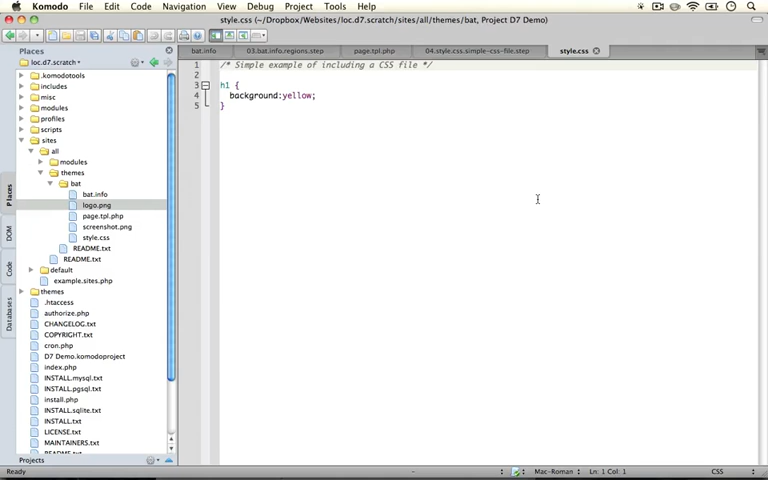 Komodo File Edit Code Navigation View Debug Project Tools Help
style.css (~/Dropbox/Websites/loc.d7.scratch/sites/all/themes/bat, Project D7 Demo)
bat.info 03.bat.info.regions.step page.tpl.php 04.style.css.simple-css-file.step style.css
Places
loc.d7.scratch
.komodotools
includes
misc
modules
profiles
scripts
sites
all
modules
themes
bat
bat.info
logo.png
page.tpl.php
screenshot.png
style.css
README.txt
README.txt
default
example.sites.php
themes
.htaccess
authorize.php
CHANGELOG.txt
COPYRIGHT.txt
cron.php
D7 Demo.komodoproject
index.php
INSTALL.mysql.txt
INSTALL.pgsql.txt
install.php
INSTALL.sqlite.txt
INSTALL.txt
LICENSE.txt
MAINTAINERS.txt
README.txt
Projects
Places
DOM
Code
Databases
1 /* Simple example of including a CSS file */
2
3 h1 {
4 background:yellow;
5 }
Ready - Mac-Roman Ln: 1 Col: 1 CSS